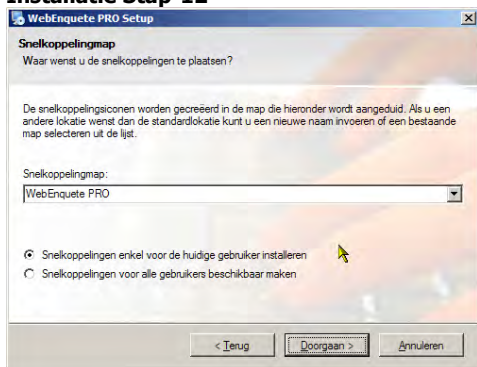 Installatie Stap 12
WebEnquete PRO Setup
Snelkoppelingmap
Waar wenst u de snelkoppelingen te plaatsen?
De snelkoppelingsiconen worden gecreëerd in de map die hieronder wordt aangeduid. Als u een
andere lokatie wenst dan de standardlokatie kunt u een nieuwe naam invoeren of een bestaande
map selecteren uit de lijst.
Snelkoppelingmap:
WebEnquete PRO
Snelkoppelingen enkel voor de huidige gebruiker installeren
Snelkoppelingen voor alle gebruikers beschikbaar maken
< Terug Doorgaan > Annuleren